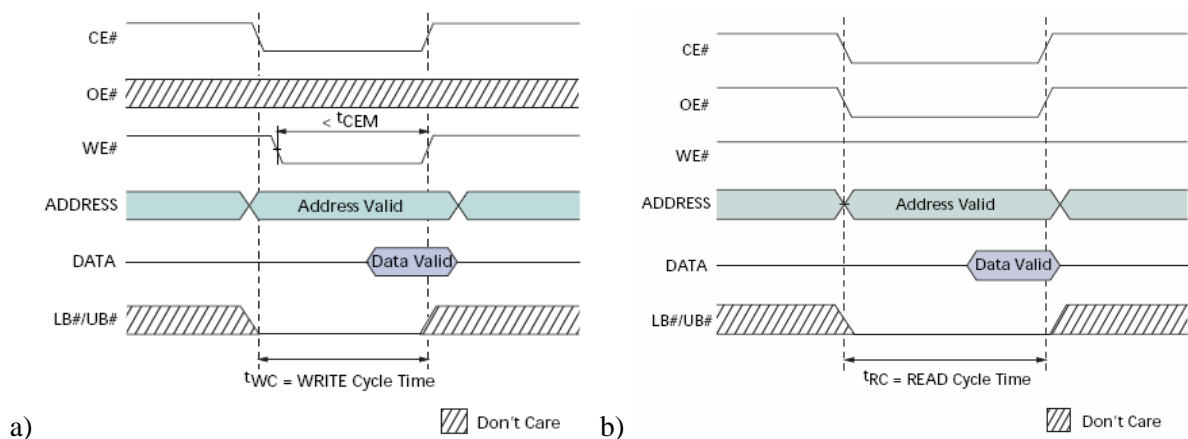 CE#
OE#
< tCEM
WE#
ADDRESS
Address Valid
DATA
Data Valid
LB#/UB#
tWC = WRITE Cycle Time
a)
Don't Care
CE#
OE#
WE#
ADDRESS
Address Valid
DATA
Data Valid
LB#/UB#
tRC = READ Cycle Time
b)
Don't Care